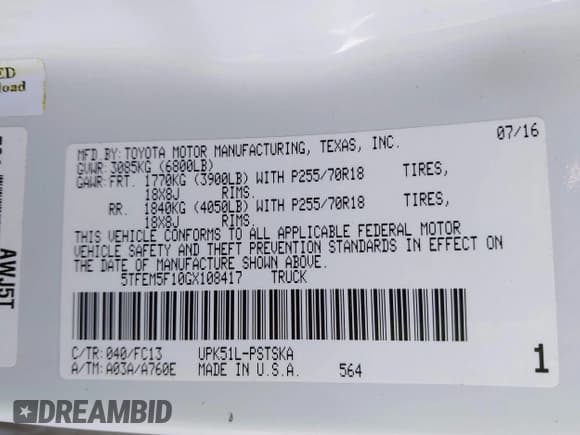 ED
load
AWJ5T
MFD BY: TOYOTA MOTOR MANUFACTURING, TEXAS, INC. 07/16
GVWR: 3085KG (6800LB)
GAWR: FRT. 1770KG (3900LB) WITH P255/70R18 TIRES,
18X8J RIMS.
RR. 1840KG (4050LB) WITH P255/70R18 TIRES,
18X8J RIMS.
THIS VEHICLE CONFORMS TO ALL APPLICABLE FEDERAL MOTOR
VEHICLE SAFETY AND THEFT PREVENTION STANDARDS IN EFFECT ON
THE DATE OF MANUFACTURE SHOWN ABOVE.
5TFEM5F10GX108417 TRUCK
C/TR: 040/FC13 UPK51L-PSTSKA
A/TM: A03A/A760E MADE IN U.S.A. 564 1
DREAMBID